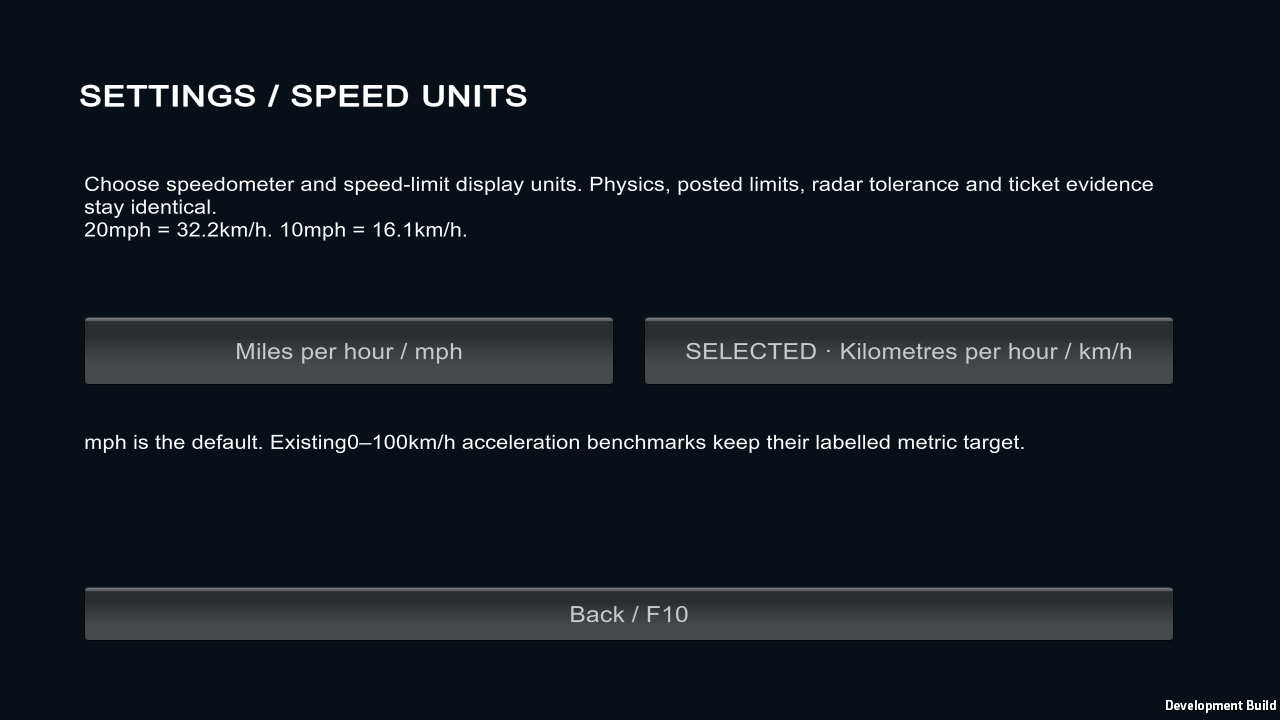 SETTINGS / SPEED UNITS
Choose speedometer and speed-limit display units. Physics, posted limits, radar tolerance and ticket evidence
stay identical.
20mph = 32.2km/h. 10mph = 16.1km/h.
Miles per hour / mph
SELECTED · Kilometres per hour / km/h
mph is the default. Existing0–100km/h acceleration benchmarks keep their labelled metric target.
Back / F10
Development Build